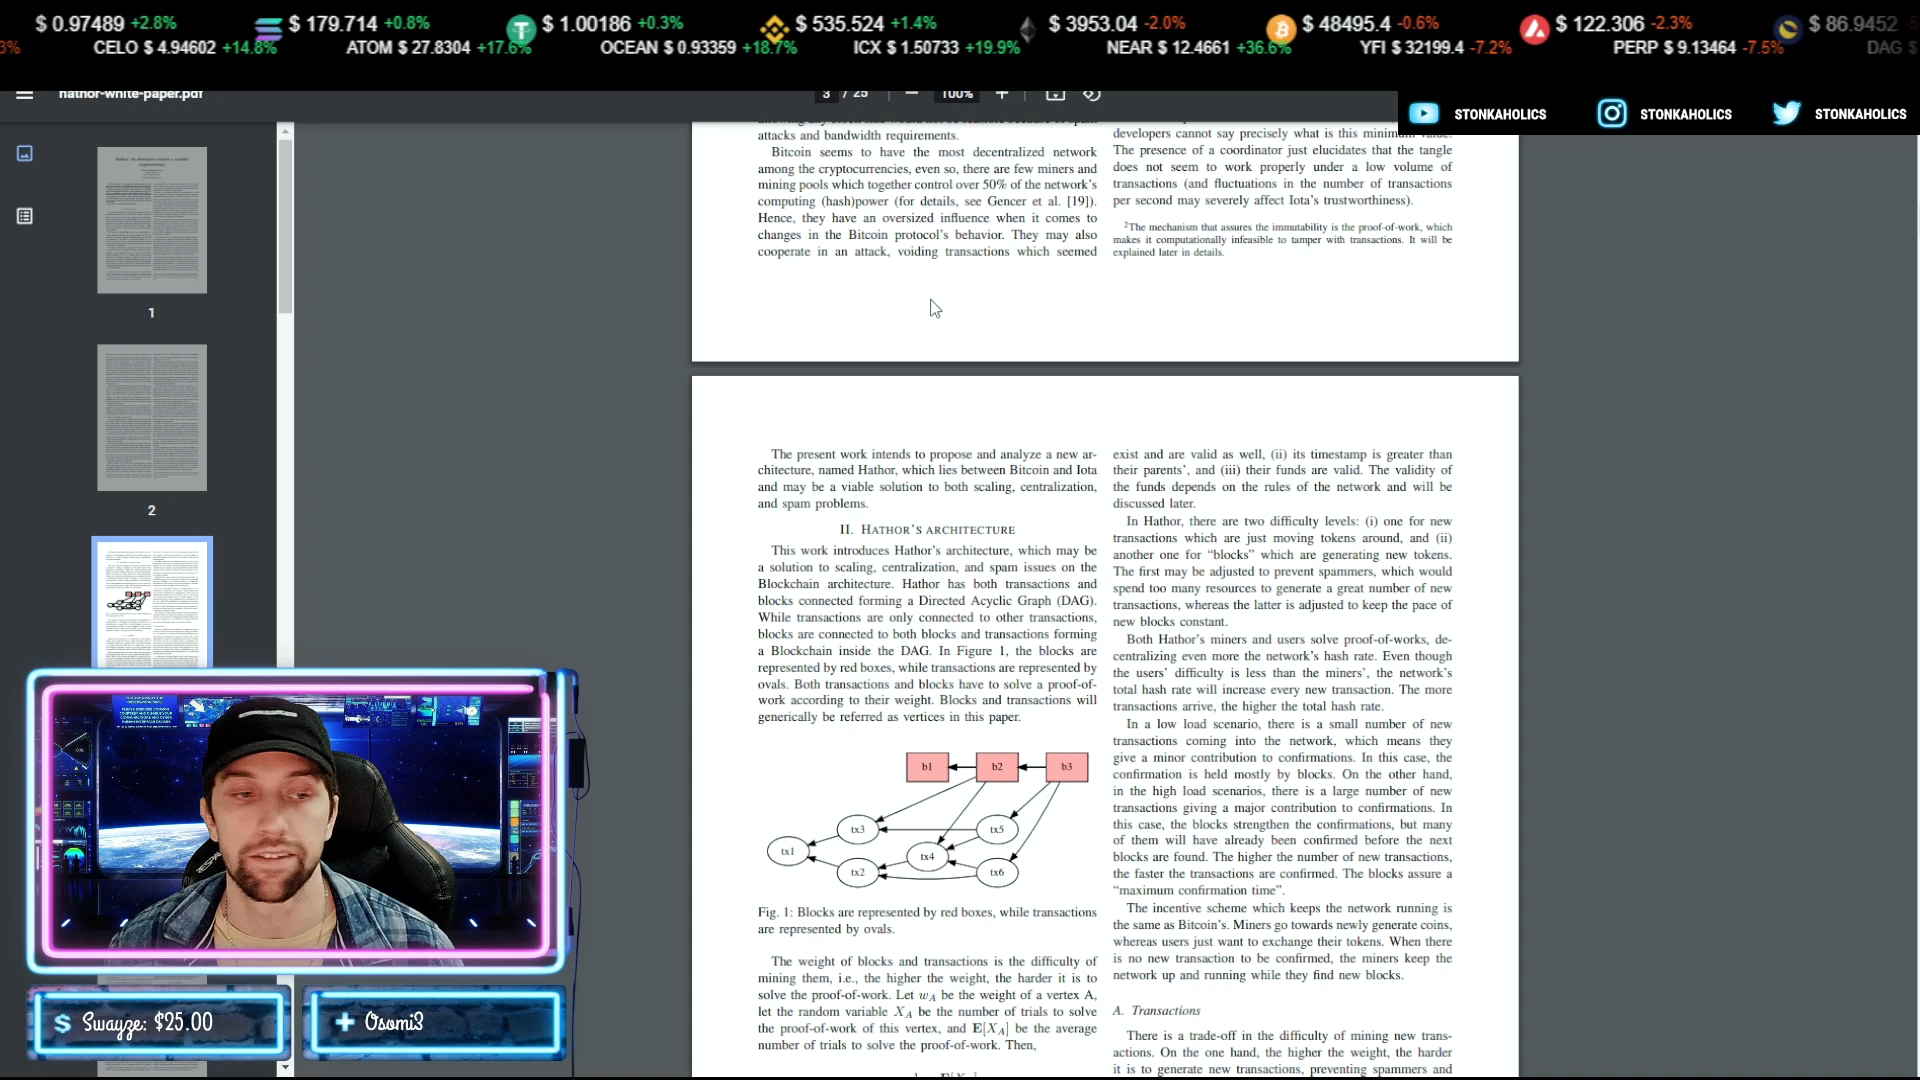 $ 0.97489 +2.8%
$ 179.714 +0.8%
$ 1.00186 +0.3%
$ 535.524 +1.4%
$ 3953.04 -2.0%
$ 48495.4 -0.6%
$ 122.306 -2.3%
$ 86.9452
3%
CELO $ 4.94602 +14.8%
ATOM $ 27.8304 +17.6%
OCEAN $ 0.93359 +18.7%
ICX $ 1.50733 +19.9%
NEAR $ 12.4661 +36.6%
YFI $ 32199.4 -7.2%
PERP $ 9.13464 -7.5%
DAG $
hathor-white-paper.pdf
3 / 25
100%
STONKAHOLICS
STONKAHOLICS
STONKAHOLICS
1
2
attacks and bandwidth requirements.
Bitcoin seems to have the most decentralized network
among the cryptocurrencies, even so, there are few miners and
mining pools which together control over 50% of the network's
computing (hash)power (for details, see Gencer et al. [19]).
Hence, they have an oversized influence when it comes to
changes in the Bitcoin protocol's behavior. They may also
cooperate in an attack, voiding transactions which seemed
developers cannot say precisely what is this minimum value.
The presence of a coordinator just elucidates that the tangle
does not seem to work properly under a low volume of
transactions (and fluctuations in the number of transactions
per second may severely affect Iota's trustworthiness).
2The mechanism that assures the immutability is the proof-of-work, which
makes it computationally infeasible to tamper with transactions. It will be
explained later in details.
The present work intends to propose and analyze a new ar-
chitecture, named Hathor, which lies between Bitcoin and Iota
and may be a viable solution to both scaling, centralization,
and spam problems.
II. HATHOR'S ARCHITECTURE
This work introduces Hathor's architecture, which may be
a solution to scaling, centralization, and spam issues on the
Blockchain architecture. Hathor has both transactions and
blocks connected forming a Directed Acyclic Graph (DAG).
While transactions are only connected to other transactions,
blocks are connected to both blocks and transactions forming
a Blockchain inside the DAG. In Figure 1, the blocks are
represented by red boxes, while transactions are represented by
ovals. Both transactions and blocks have to solve a proof-of-
work according to their weight. Blocks and transactions will
generically be referred as vertices in this paper.
b1
b2
b3
tx3
tx5
tx1
tx4
tx2
tx6
Fig. 1: Blocks are represented by red boxes, while transactions
are represented by ovals.
The weight of blocks and transactions is the difficulty of
mining them, i.e., the higher the weight, the harder it is to
solve the proof-of-work. Let wA be the weight of a vertex A,
let the random variable XA be the number of trials to solve
the proof-of-work of this vertex, and E[XA] be the average
number of trials to solve the proof-of-work. Then,
exist and are valid as well, (ii) its timestamp is greater than
their parents', and (iii) their funds are valid. The validity of
the funds depends on the rules of the network and will be
discussed later.
In Hathor, there are two difficulty levels: (i) one for new
transactions which are just moving tokens around, and (ii)
another one for “blocks” which are generating new tokens.
The first may be adjusted to prevent spammers, which would
spend too many resources to generate a great number of new
transactions, whereas the latter is adjusted to keep the pace of
new blocks constant.
Both Hathor's miners and users solve proof-of-works, de-
centralizing even more the network's hash rate. Even though
the users' difficulty is less than the miners', the network's
total hash rate will increase every new transaction. The more
transactions arrive, the higher the total hash rate.
In a low load scenario, there is a small number of new
transactions coming into the network, which means they
give a minor contribution to confirmations. In this case, the
confirmation is held mostly by blocks. On the other hand,
in the high load scenarios, there is a large number of new
transactions giving a major contribution to confirmations. In
this case, the blocks strengthen the confirmations, but many
of them will have already been confirmed before the next
blocks are found. The higher the number of new transactions,
the faster the transactions are confirmed. The blocks assure a
“maximum confirmation time”.
The incentive scheme which keeps the network running is
the same as Bitcoin's. Miners go towards newly generate coins,
whereas users just want to exchange their tokens. When there
is no new transaction to be confirmed, the miners keep the
network up and running while they find new blocks.
A. Transactions
There is a trade-off in the difficulty of mining new trans-
actions. On the one hand, the higher the weight, the harder
it is to generate new transactions, preventing spammers and
$ Swayze: $25.00
+ Osomi3